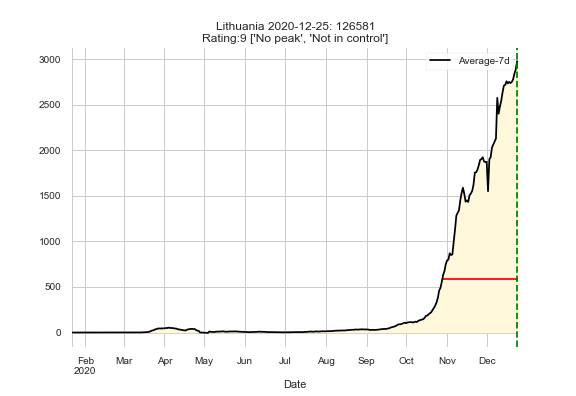 Lithuania 2020-12-25: 126581
Rating:9 ['No peak', 'Not in control']
Average-7d
3000
2500
2000
1500
1000
500
0
Feb Mar Apr May Jun Jul Aug Sep Oct Nov Dec
2020
Date